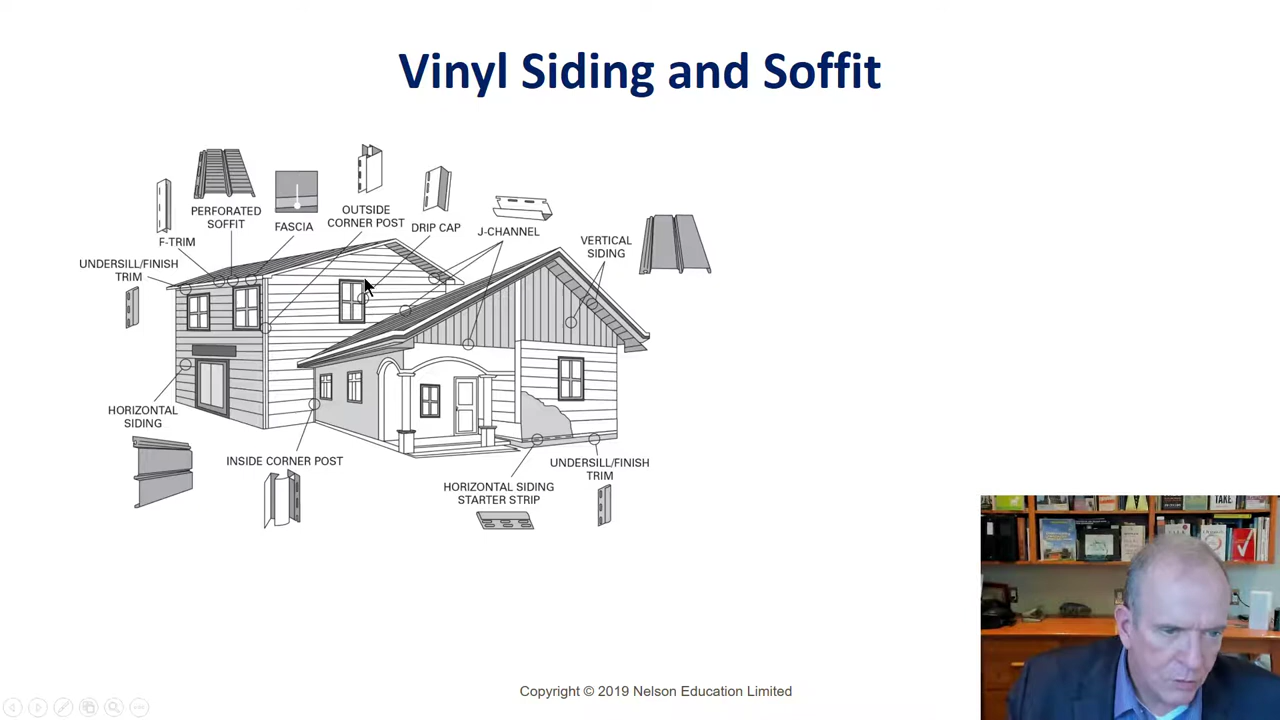 Vinyl Siding and Soffit
PERFORATED
SOFFIT
FASCIA
OUTSIDE
CORNER POST
DRIP CAP
J-CHANNEL
F-TRIM
VERTICAL
SIDING
UNDERSILL/FINISH
TRIM
HORIZONTAL
SIDING
INSIDE CORNER POST
HORIZONTAL SIDING
STARTER STRIP
UNDERSILL/FINISH
TRIM
TAKE.
Copyright © 2019 Nelson Education Limited